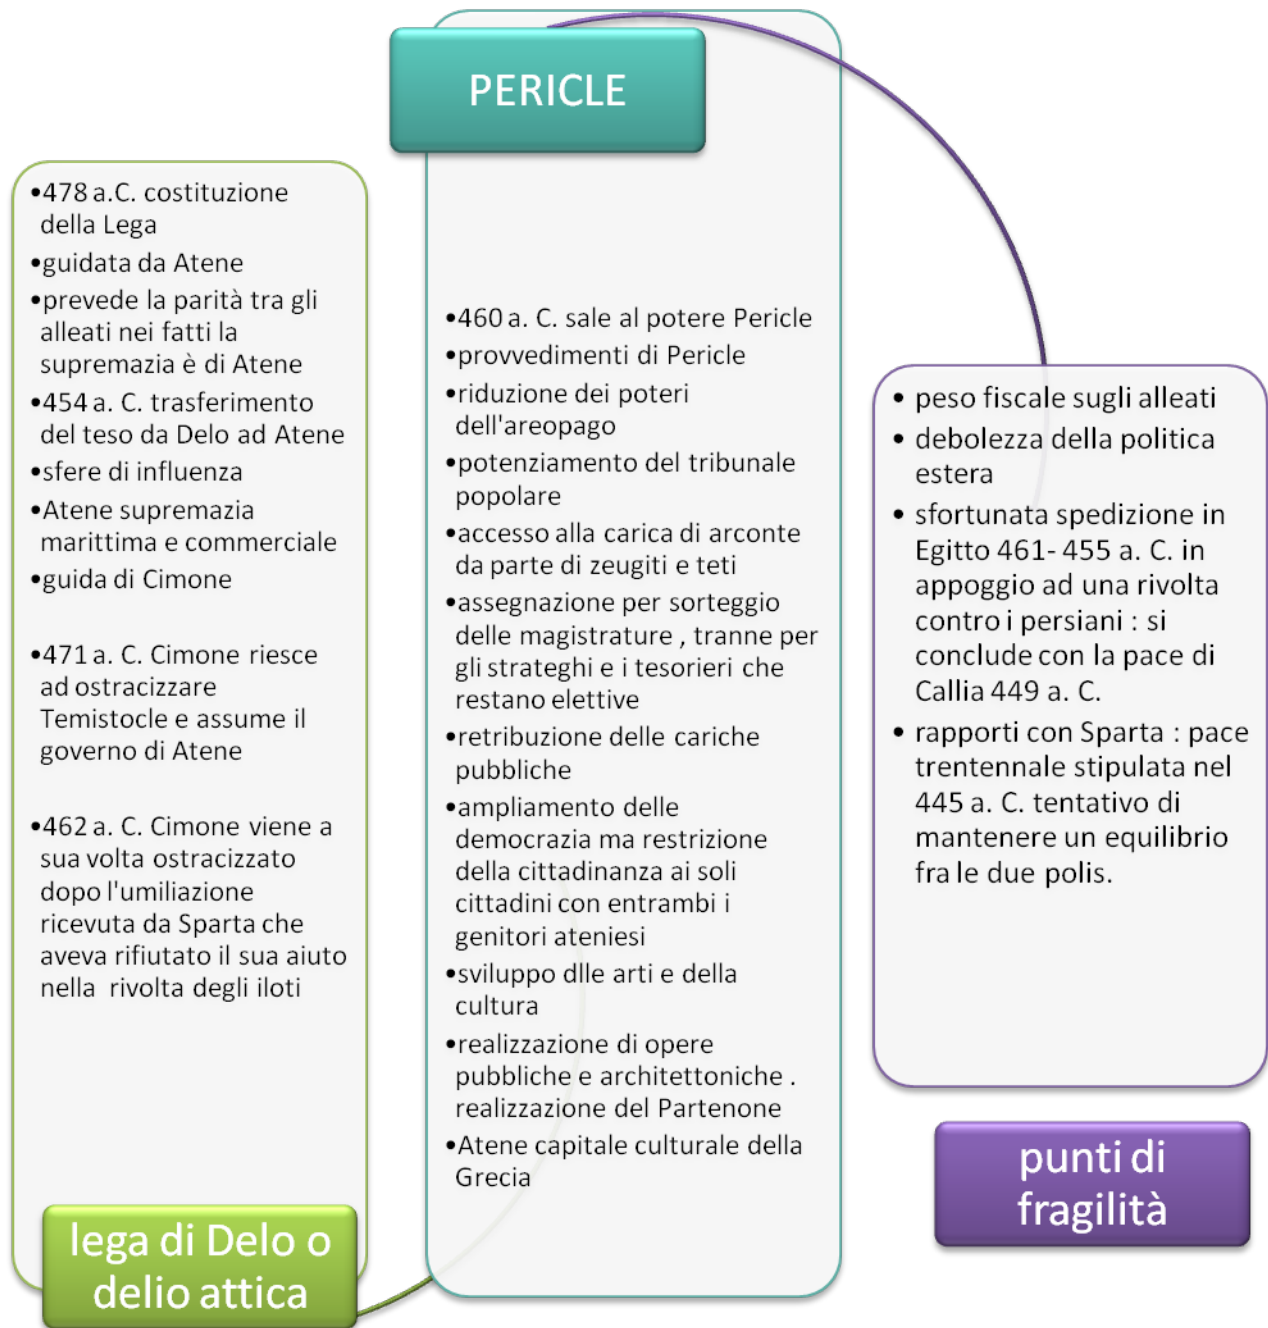 PERICLE
•478 a.C. costituzione
della Lega
•guidata da Atene
•prevede la parità tra gli
alleati nei fatti la
supremazia è di Atene
•454 a. C. trasferimento
del teso da Delo ad Atene
•sfere di influenza
•Atene supremazia
marittima e commerciale
•guida di Cimone
•471 a. C. Cimone riesce
ad ostracizzare
Temistocle e assume il
governo di Atene
•462 a. C. Cimone viene a
sua volta ostracizzato
dopo l'umiliazione
ricevuta da Sparta che
aveva rifiutato il sua aiuto
nella rivolta degli iloti
lega di Delo o
delio attica
•460 a. C. sale al potere Pericle
•provvedimenti di Pericle
•riduzione dei poteri
dell'areopago
•potenziamento del tribunale
popolare
•accesso alla carica di arconte
da parte di zeugiti e teti
•assegnazione per sorteggio
delle magistrature , tranne per
gli strateghi e i tesorieri che
restano elettive
•retribuzione delle cariche
pubbliche
•ampliamento delle
democrazia ma restrizione
della cittadinanza ai soli
cittadini con entrambi i
genitori ateniesi
•sviluppo dlle arti e della
cultura
•realizzazione di opere
pubbliche e architettoniche .
realizzazione del Partenone
•Atene capitale culturale della
Grecia
• peso fiscale sugli alleati
• debolezza della politica
estera
• sfortunata spedizione in
Egitto 461- 455 a. C. in
appoggio ad una rivolta
contro i persiani : si
conclude con la pace di
Callia 449 a. C.
• rapporti con Sparta : pace
trentennale stipulata nel
445 a. C. tentativo di
mantenere un equilibrio
fra le due polis.
punti di
fragilità